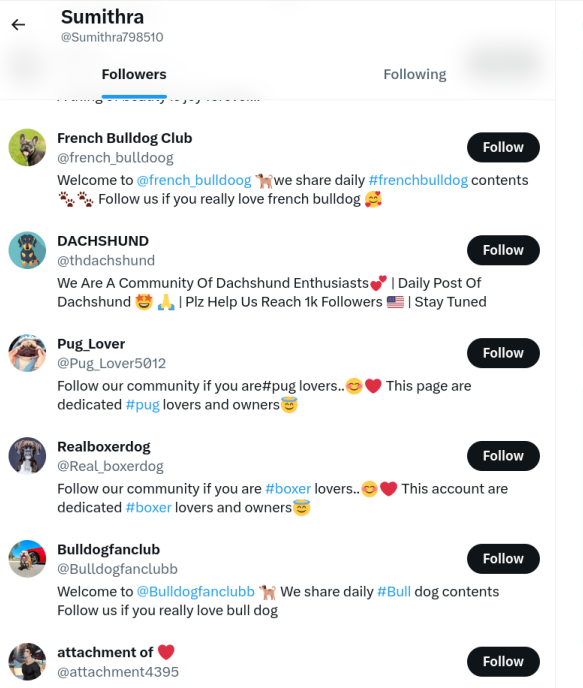 Sumithra
@Sumithra798510
Followers
Following
French Bulldog Club
@french_bulldoog
Follow
Welcome to @french_bulldoog 🐕we share daily #frenchbulldog contents
🐾 🐾 Follow us if you really love french bulldog 🥰
DACHSHUND
@thdachshund
Follow
We Are A Community Of Dachshund Enthusiasts💕 | Daily Post Of
Dachshund 🤩 🙏 | Plz Help Us Reach 1k Followers 🇺🇸 | Stay Tuned
Pug_Lover
@Pug_Lover5012
Follow
Follow our community if you are#pug lovers..😊❤️ This page are
dedicated #pug lovers and owners😇
Realboxerdog
@Real_boxerdog
Follow
Follow our community if you are #boxer lovers..😊❤️ This account are
dedicated #boxer lovers and owners😇
Bulldogfanclub
@Bulldogfanclubb
Follow
Welcome to @Bulldogfanclubb 🐕 We share daily #Bull dog contents
Follow us if you really love bull dog
attachment of ❤️
@attachment4395
Follow